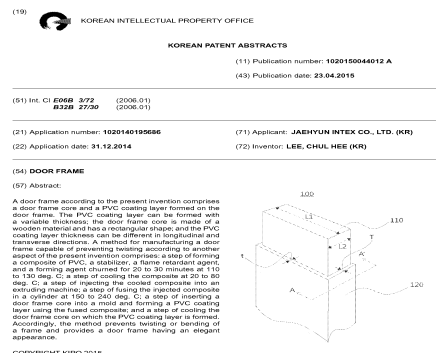 (19)
KOREAN INTELLECTUAL PROPERTY OFFICE
KOREAN PATENT ABSTRACTS
(11) Publication number: 1020150044012 A
(43) Publication date: 23.04.2015
(51) Int. Cl E06B 3/72 (2006.01)
B32B 27/30 (2006.01)
(21) Application number: 1020140195686
(71) Applicant: JAEHYUN INTEX CO., LTD. (KR)
(22) Application date: 31.12.2014
(72) Inventor: LEE, CHUL HEE (KR)
(54) DOOR FRAME
(57) Abstract:
A door frame according to the present invention comprises
a door frame core and a PVC coating layer formed on the
door frame. The PVC coating layer can be formed with
a variable thickness; the door frame core is made of a
wooden material and has a rectangular shape; and the PVC
coating layer thickness can be different in longitudinal and
transverse directions. A method for manufacturing a door
frame capable of preventing twisting according to another
aspect of the present invention comprises: a step of forming
a composite of PVC, a stabilizer, a flame retardant agent,
and a forming agent churned for 20 to 30 minutes at 110
to 130 deg. C; a step of cooling the composite at 20 to 80
deg. C; a step of injecting the cooled composite into an
extruding machine; a step of fusing the injected composite
in a cylinder at 150 to 240 deg. C; a step of inserting a
door frame core into a mold and forming a PVC coating
layer using the fused composite; and a step of cooling the
door frame core on which the PVC coating layer is formed.
Accordingly, the method prevents twisting or bending of
a frame and provides a door frame having an elegant
appearance.
COPYRIGHT KIPO 2015
100
L1
110
T
L2
t
A'
A
120